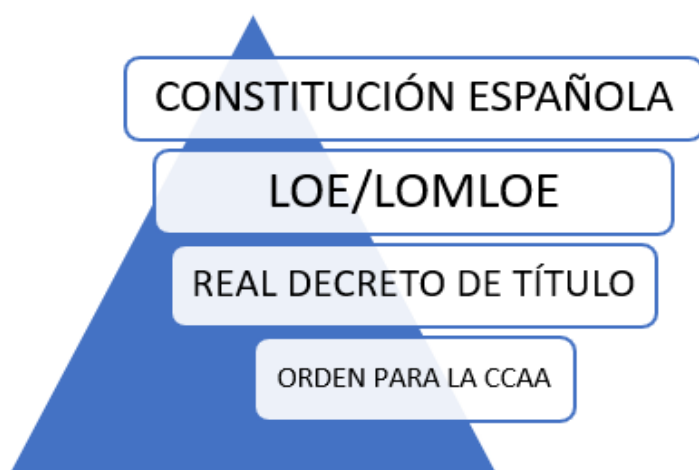 CONSTITUCIÓN ESPAÑOLA
LOE/LOMLOE
REAL DECRETO DE TÍTULO
ORDEN PARA LA CCAA